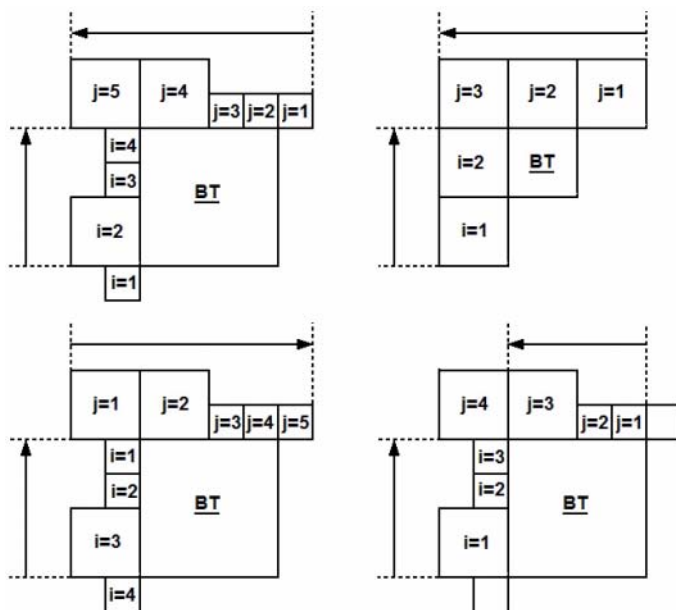 j=5 j=4 j=3 j=2 j=1
i=4
i=3
BT
i=2
i=1
j=3 j=2 j=1
i=2 BT
i=1
j=1 j=2 j=3 j=4 j=5
i=1
i=2
BT
i=3
i=4
j=4 j=3 j=2 j=1
i=3
i=2
BT
i=1